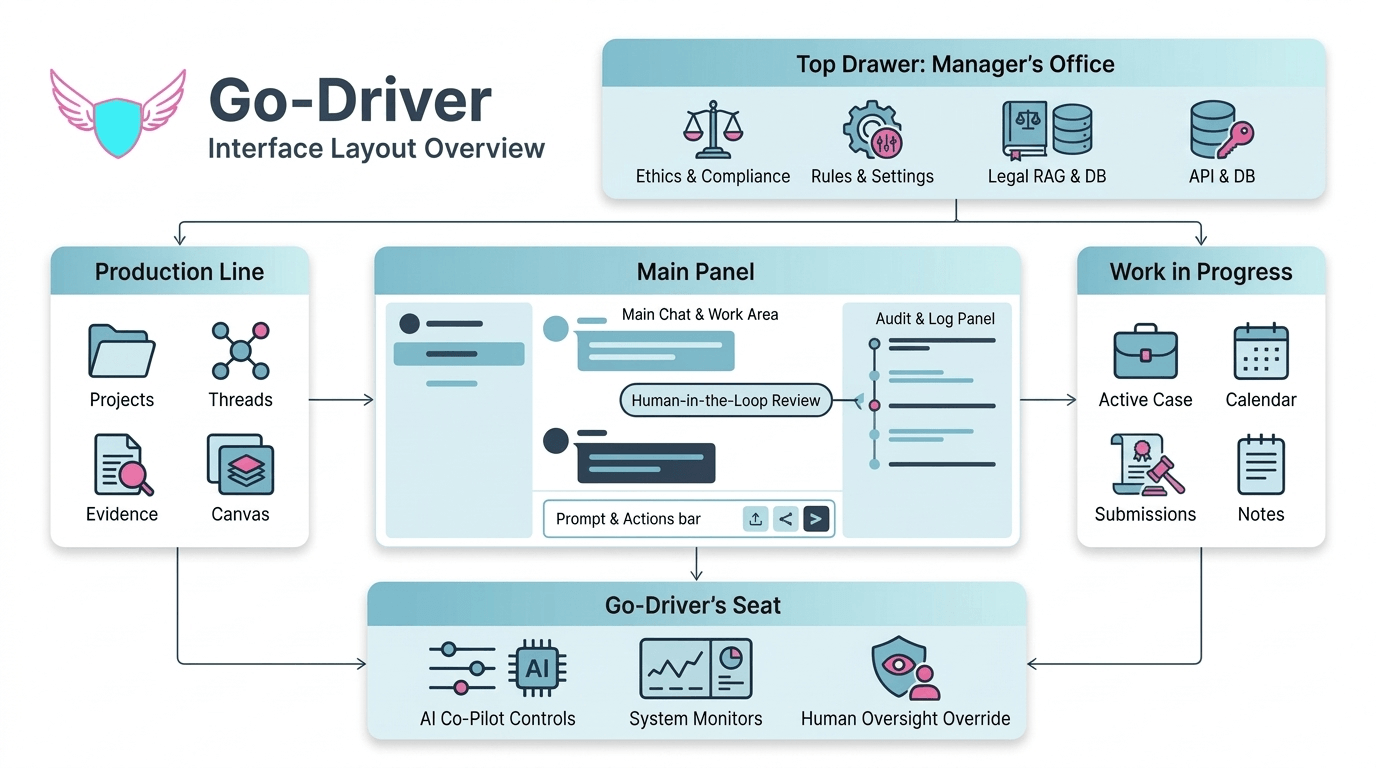 Go-Driver
Interface Layout Overview
Top Drawer: Manager's Office
Ethics & Compliance
Rules & Settings
Legal RAG & DB
API & DB
Production Line
Projects
Threads
Evidence
Canvas
Main Panel
Main Chat & Work Area
Audit & Log Panel
Human-in-the-Loop Review
Prompt & Actions bar
Work in Progress
Active Case
Calendar
Submissions
Notes
Go-Driver's Seat
AI
AI Co-Pilot Controls
System Monitors
Human Oversight Override